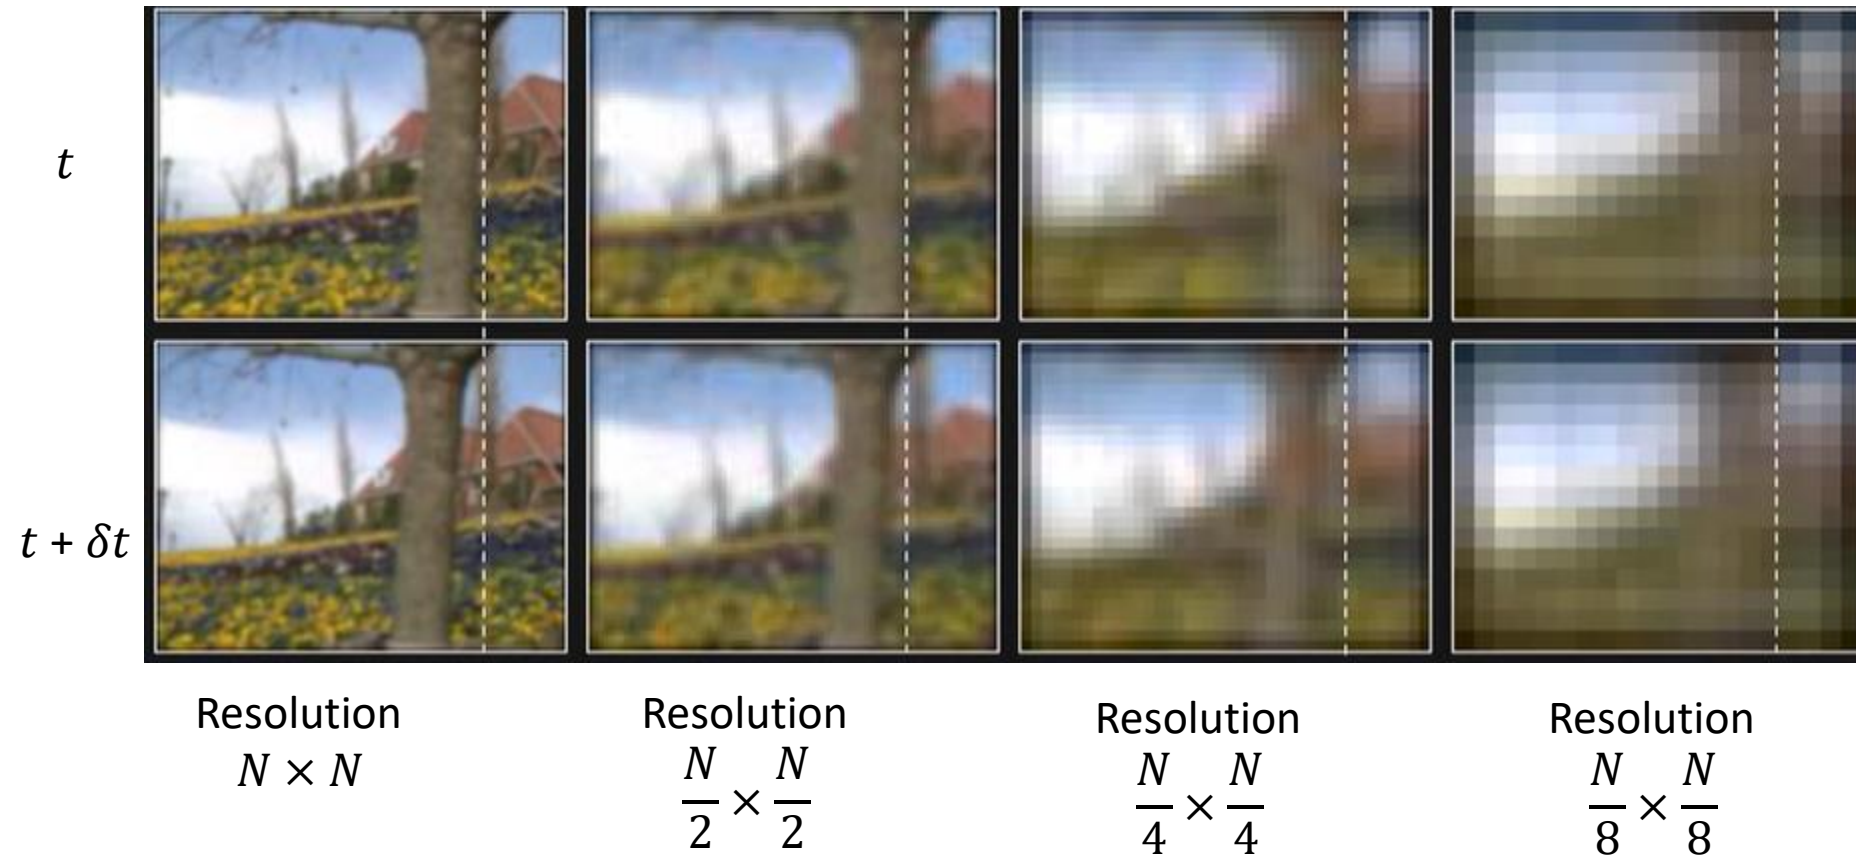 t
t + δt
Resolution
N × N
Resolution
N/2 × N/2
Resolution
N/4 × N/4
Resolution
N/8 × N/8